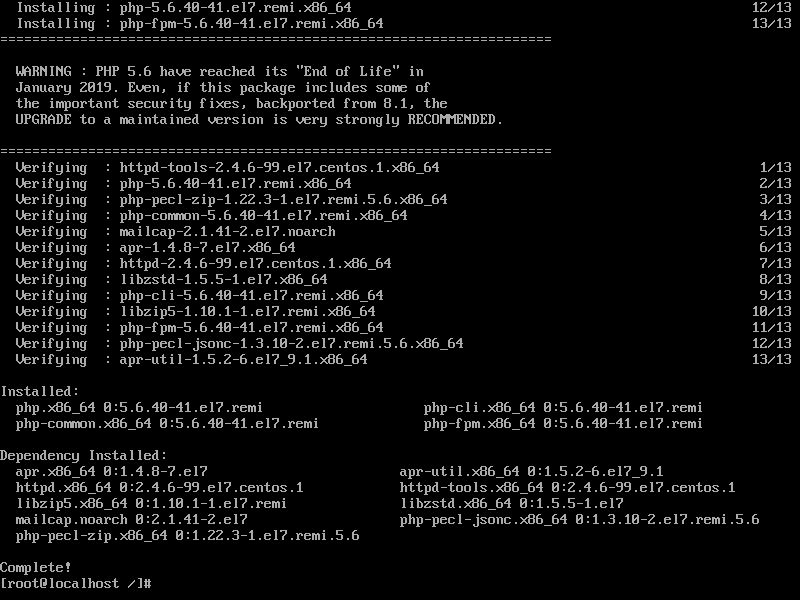 Installing : php-5.6.40-41.el7.remi.x86_64 12/13
Installing : php-fpm-5.6.40-41.el7.remi.x86_64 13/13
=====================================================================
WARNING : PHP 5.6 have reached its "End of Life" in
January 2019. Even, if this package includes some of
the important security fixes, backported from 8.1, the
UPGRADE to a maintained version is very strongly RECOMMENDED.
=====================================================================
Verifying : httpd-tools-2.4.6-99.el7.centos.1.x86_64 1/13
Verifying : php-5.6.40-41.el7.remi.x86_64 2/13
Verifying : php-pecl-zip-1.22.3-1.el7.remi.5.6.x86_64 3/13
Verifying : php-common-5.6.40-41.el7.remi.x86_64 4/13
Verifying : mailcap-2.1.41-2.el7.noarch 5/13
Verifying : apr-1.4.8-7.el7.x86_64 6/13
Verifying : httpd-2.4.6-99.el7.centos.1.x86_64 7/13
Verifying : libzstd-1.5.5-1.el7.x86_64 8/13
Verifying : php-cli-5.6.40-41.el7.remi.x86_64 9/13
Verifying : libzip5-1.10.1-1.el7.remi.x86_64 10/13
Verifying : php-fpm-5.6.40-41.el7.remi.x86_64 11/13
Verifying : php-pecl-jsonc-1.3.10-2.el7.remi.5.6.x86_64 12/13
Verifying : apr-util-1.5.2-6.el7_9.1.x86_64 13/13
Installed:
php.x86_64 0:5.6.40-41.el7.remi php-cli.x86_64 0:5.6.40-41.el7.remi
php-common.x86_64 0:5.6.40-41.el7.remi php-fpm.x86_64 0:5.6.40-41.el7.remi
Dependency Installed:
apr.x86_64 0:1.4.8-7.el7 apr-util.x86_64 0:1.5.2-6.el7_9.1
httpd.x86_64 0:2.4.6-99.el7.centos.1 httpd-tools.x86_64 0:2.4.6-99.el7.centos.1
libzip5.x86_64 0:1.10.1-1.el7.remi libzstd.x86_64 0:1.5.5-1.el7
mailcap.noarch 0:2.1.41-2.el7 php-pecl-jsonc.x86_64 0:1.3.10-2.el7.remi.5.6
php-pecl-zip.x86_64 0:1.22.3-1.el7.remi.5.6
Complete!
[root@localhost /]#